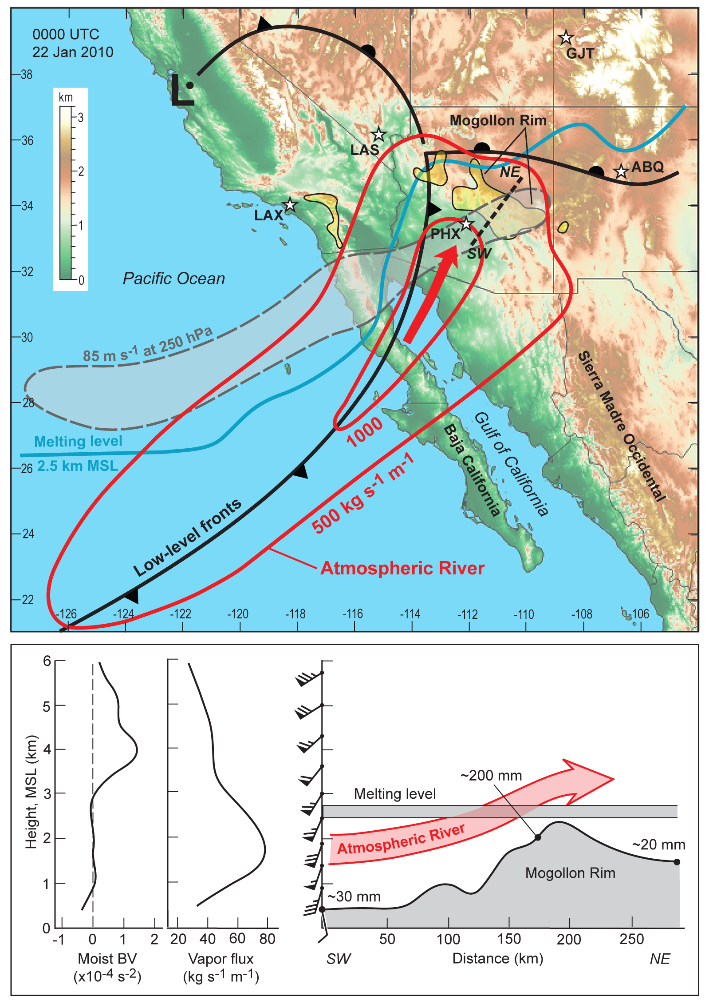 0000 UTC
22 Jan 2010
GJT
38
L
km
3
2
1
0
Mogollon Rim
36
LAS
NE
ABQ
34
LAX
PHX
SW
32
Pacific Ocean
30
85 m s-1 at 250 hPa
28
Sierra Madre Occidental
Melting level
2.5 km MSL
1000
Gulf of California
Baja California
26
500 kg s-1 m-1
Low-level fronts
24
Atmospheric River
22
-126 -124 -122 -120 -118 -116 -114 -112 -110 -108 -106
6
5
4
3
2
1
0
Height, MSL (km)
-1 0 1 2
Moist BV
(x10-4 s-2)
20 40 60 80
Vapor flux
(kg s-1 m-1)
~200 mm
Melting level
Atmospheric River
~20 mm
Mogollon Rim
~30 mm
50 100 150 200 250
SW Distance (km) NE